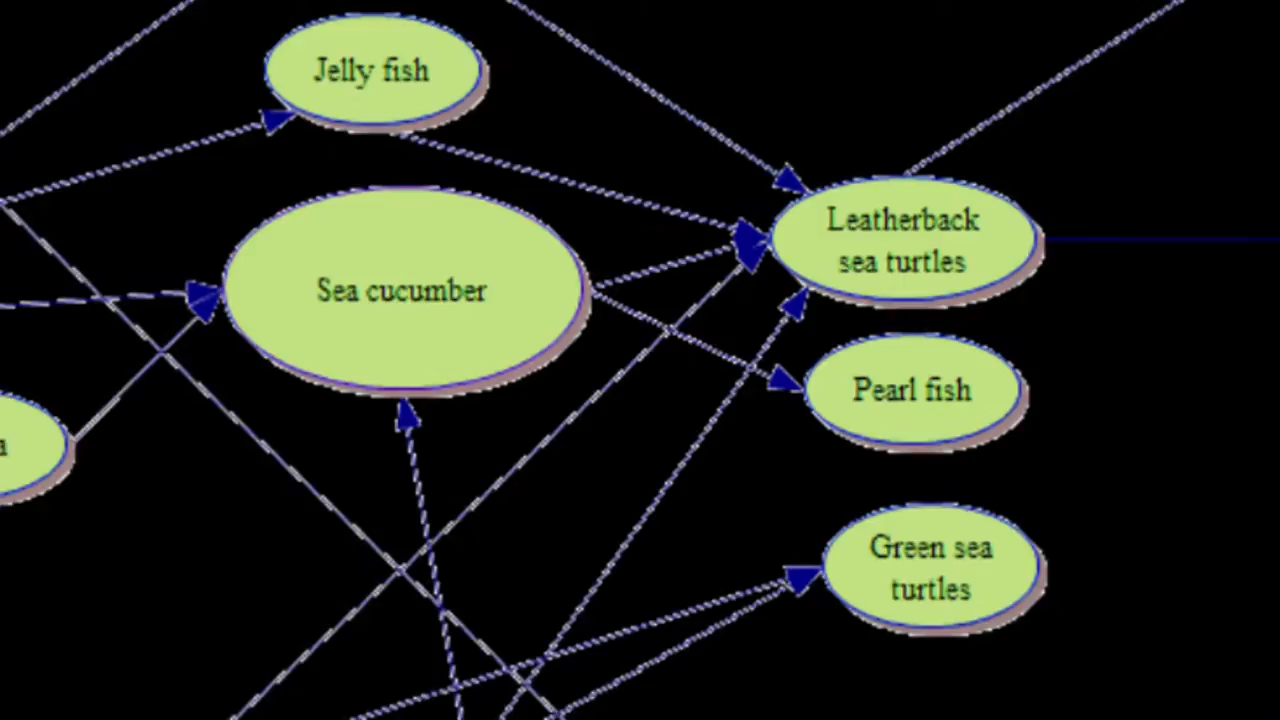 Jelly fish
Leatherback
sea turtles
Sea cucumber
Pearl fish
a
Green sea
turtles